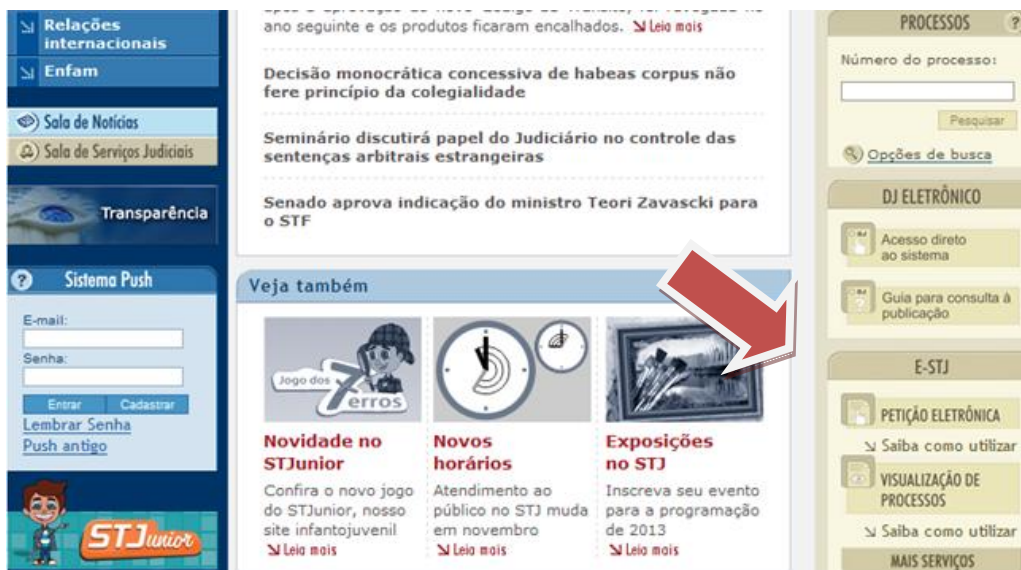 Relações
internacionais
Enfam
Sala de Notícias
Sala de Serviços Judiciais
Transparência
Sistema Push
E-mail:
Senha:
Entrar Cadastrar
Lembrar Senha
Push antigo
STJunior
ano seguinte e os produtos ficaram encalhados. Leia mais
Decisão monocrática concessiva de habeas corpus não
fere princípio da colegialidade
Seminário discutirá papel do Judiciário no controle das
sentenças arbitrais estrangeiras
Senado aprova indicação do ministro Teori Zavascki para
o STF
Veja também
Jogo dos
7
erros
Novidade no
STJunior
Confira o novo jogo
do STJunior, nosso
site infantojuvenil
Leia mais
Novos
horários
Atendimento ao
público no STJ muda
em novembro
Leia mais
Exposições
no STJ
Inscreva seu evento
para a programação
de 2013
Leia mais
PROCESSOS ?
Número do processo:
Pesquisar
Opções de busca
DJ ELETRÔNICO
Acesso direto
ao sistema
Guia para consulta à
publicação
E-STJ
PETIÇÃO ELETRÔNICA
Saiba como utilizar
VISUALIZAÇÃO DE
PROCESSOS
Saiba como utilizar
MAIS SERVIÇOS